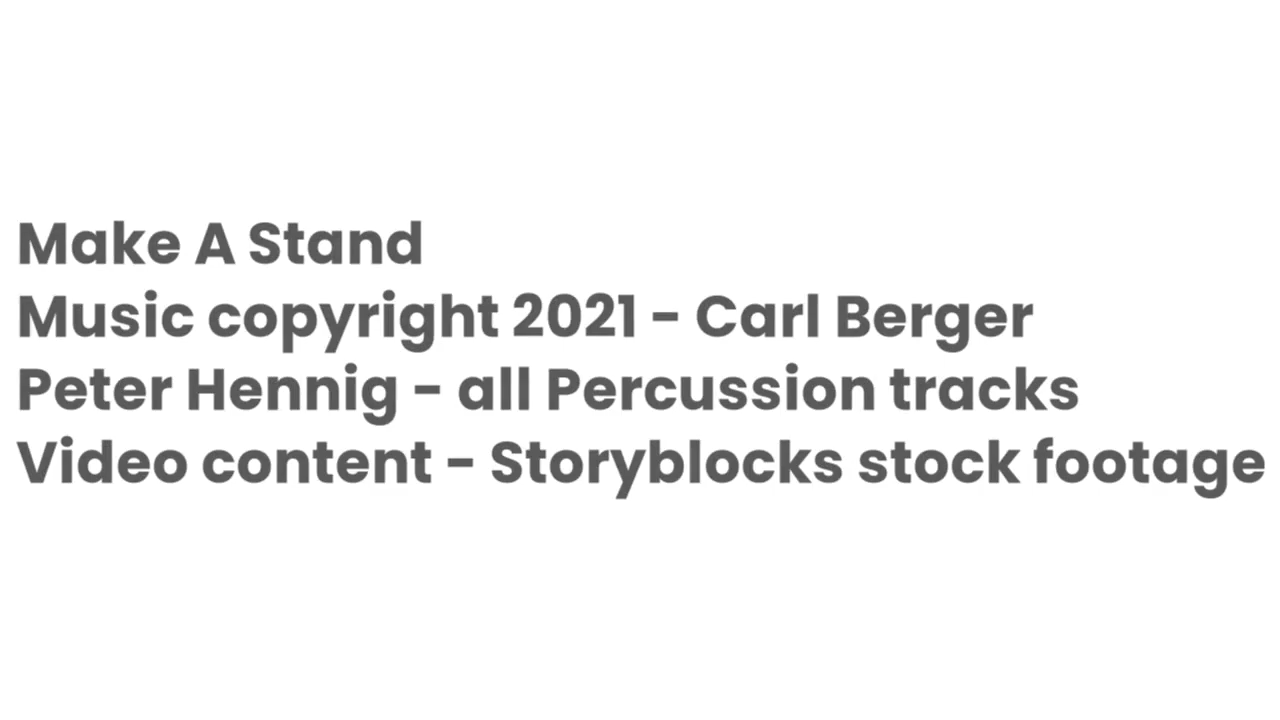 Make A Stand
Music copyright 2021 - Carl Berger
Peter Hennig - all Percussion tracks
Video content - Storyblocks stock footage